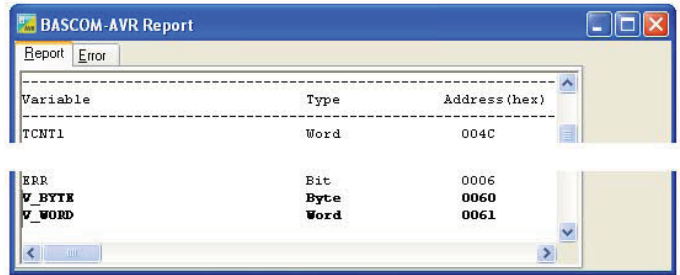 BASCOM-AVR Report
Report Error
Variable Type Address(hex)
TCNT1 Word 004C
ERR Bit 0006
V_BYTE Byte 0060
V_WORD Word 0061